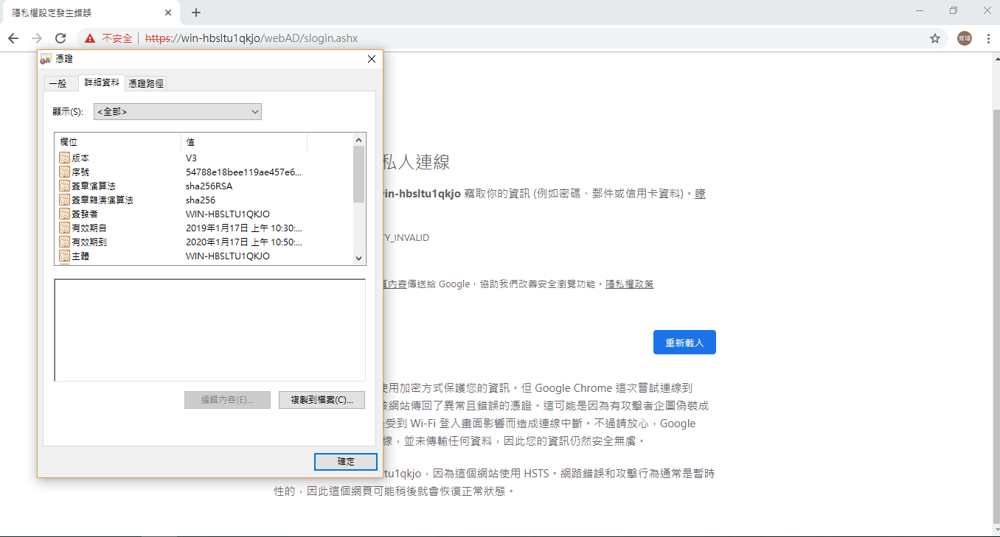 隱私權設定發生錯誤
不安全 https://win-hbsltu1qkjo/webAD/slogin.ashx
育瑋
憑證
一般 詳細資料 憑證路徑
顯示(S): <全部>
欄位 值
版本 V3
序號 54788e18bee119ae457e6...
簽章演算法 sha256RSA
簽章雜湊演算法 sha256
簽發者 WIN-HBSLTU1QKJO
有效期自 2019年1月17日 上午 10:30:...
有效期到 2020年1月17日 上午 10:50:...
主體 WIN-HBSLTU1QKJO
編輯內容(E)... 複製到檔案(C)...
確定
私人連線
win-hbsltu1qkjo 竊取你的資訊 (例如密碼、郵件或信用卡資料)。瞭
TY_INVALID
頁內容傳送給 Google，協助我們改善安全瀏覽功能。隱私權政策
重新載入
使用加密方式保護您的資訊。但 Google Chrome 這次嘗試連線到
該網站傳回了異常且錯誤的憑證。這可能是因為有攻擊者企圖偽裝成
受到 Wi-Fi 登入畫面影響而造成連線中斷。不過請放心，Google
線，並未傳輸任何資料，因此您的資訊仍然安全無虞。
tu1qkjo，因為這個網站使用 HSTS。網路錯誤和攻擊行為通常是暫時
性的，因此這個網頁可能稍後就會恢復正常狀態。